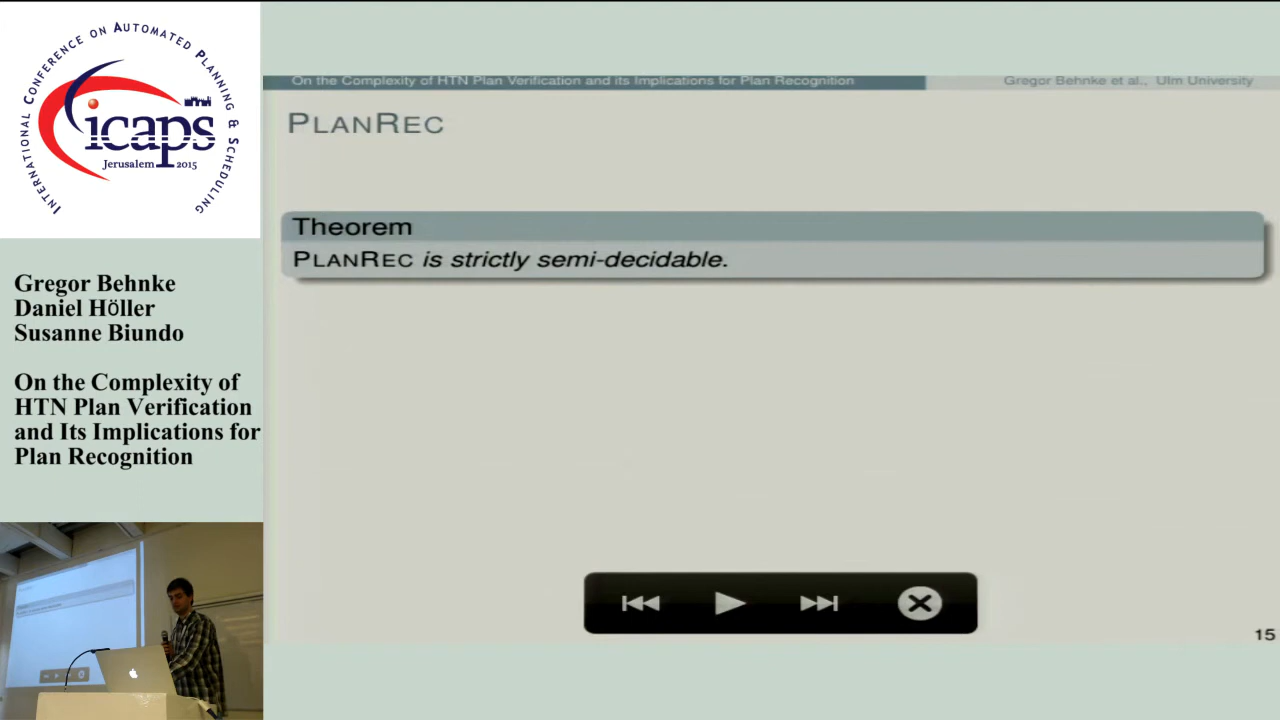 INTERNATIONAL CONFERENCE ON AUTOMATED PLANNING & SCHEDULING
icaps
Jerusalem 2015
Gregor Behnke
Daniel Höller
Susanne Biundo
On the Complexity of
HTN Plan Verification
and Its Implications for
Plan Recognition
On the Complexity of HTN Plan Verification and its Implications for Plan Recognition
Gregor Behnke et al., Ulm University
PLANREC
Theorem
PLANREC is strictly semi-decidable.
15